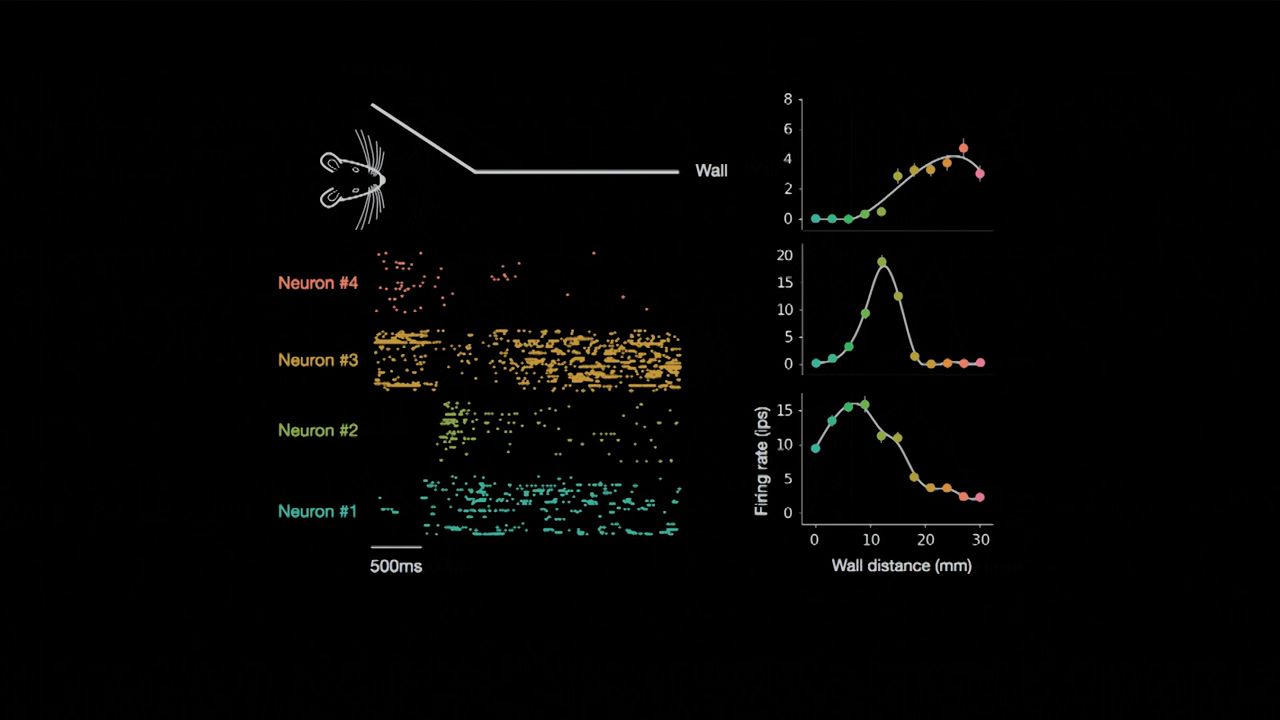 Wall
Neuron #4
Neuron #3
Neuron #2
Neuron #1
500ms
8
6
4
2
0
20
15
10
5
0
15
10
5
0
Firing rate (ips)
0 10 20 30
Wall distance (mm)